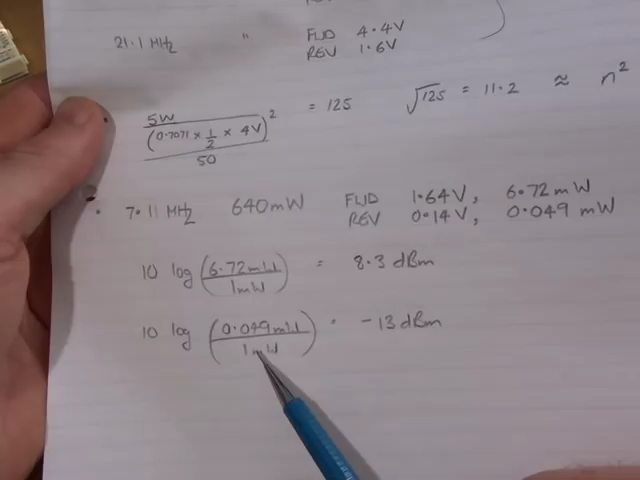 21.1 MHz " FWD 4.4V
REV 1.6V
5W / ((0.7071 × 1/2 × 4V)² / 50) = 125 √125 = 11.2 ≈ n²
• 7.11 MHz 640mW FWD 1.64V, 6.72mW
REV 0.14V, 0.049 mW
10 log (6.72mW / 1mW) = 8.3 dBm
10 log (0.049mW / 1mW) = -13 dBm